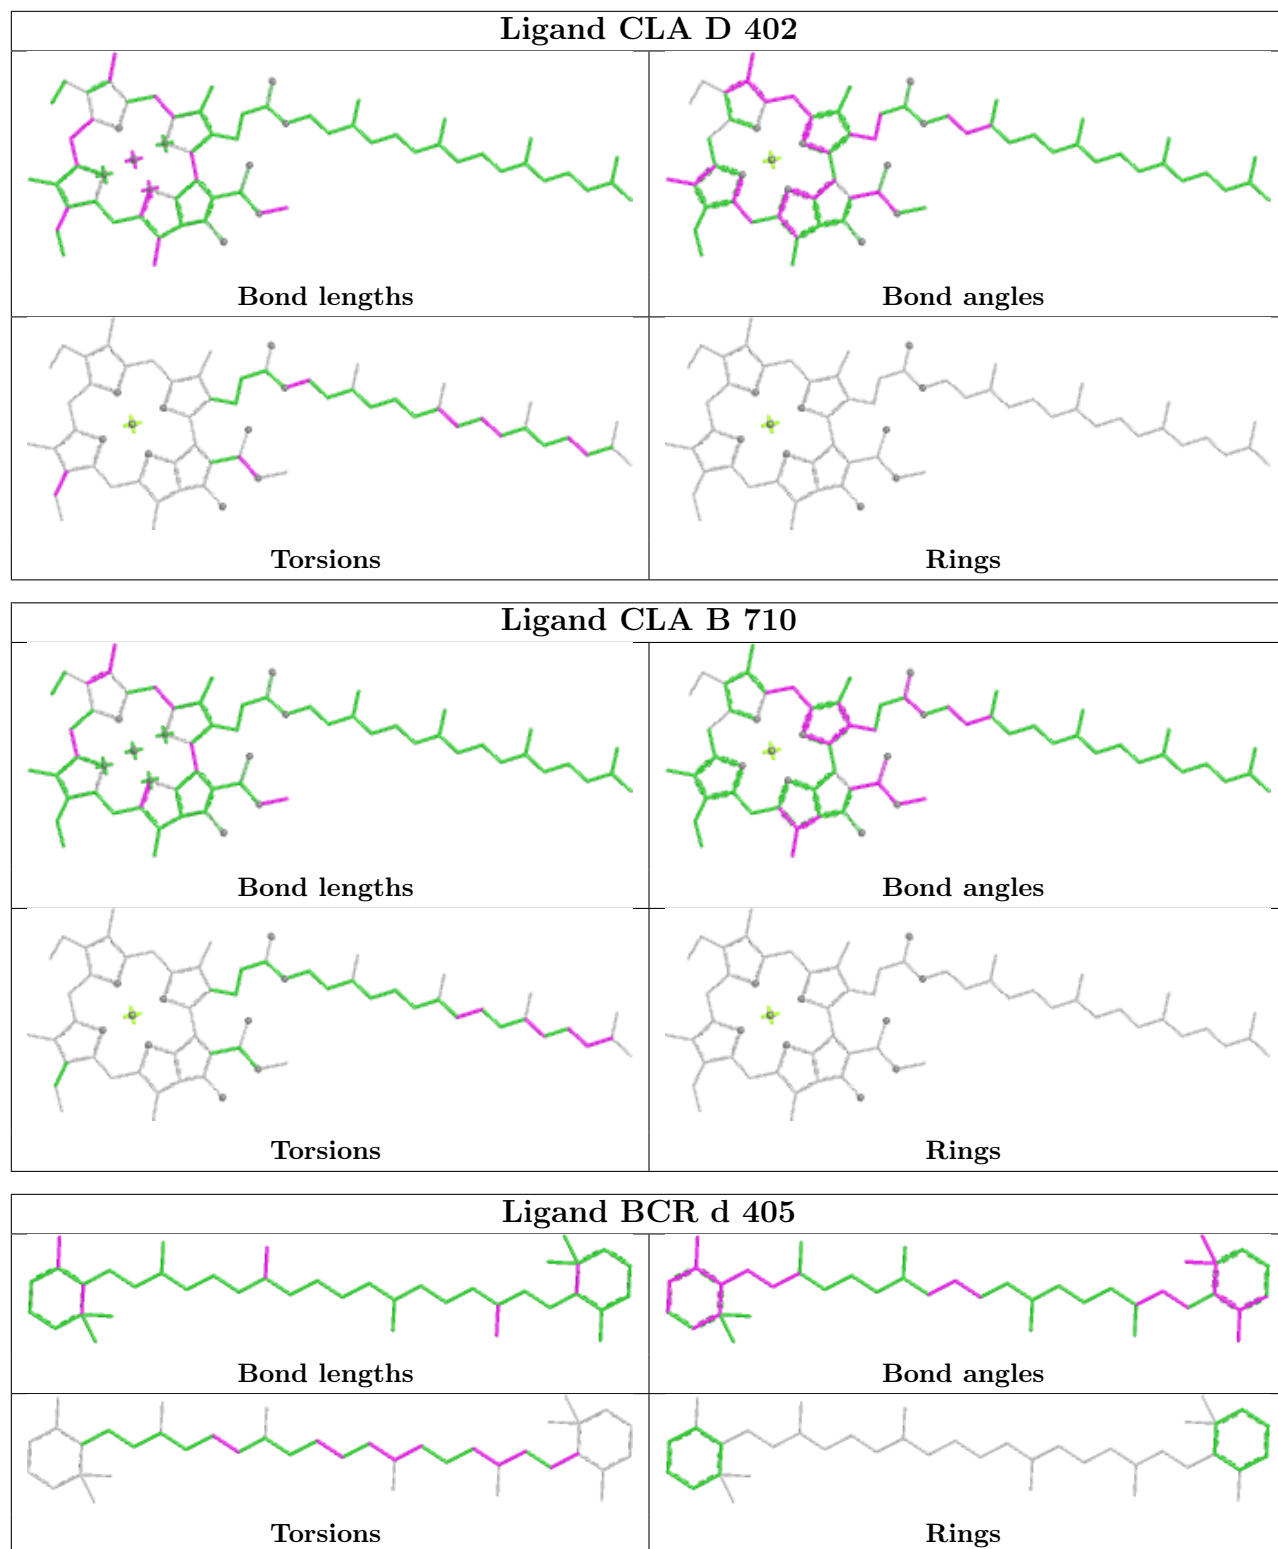 Ligand CLA D 402
Bond lengths
Bond angles
Torsions
Rings
Ligand CLA B 710
Bond lengths
Bond angles
Torsions
Rings
Ligand BCR d 405
Bond lengths
Bond angles
Torsions
Rings